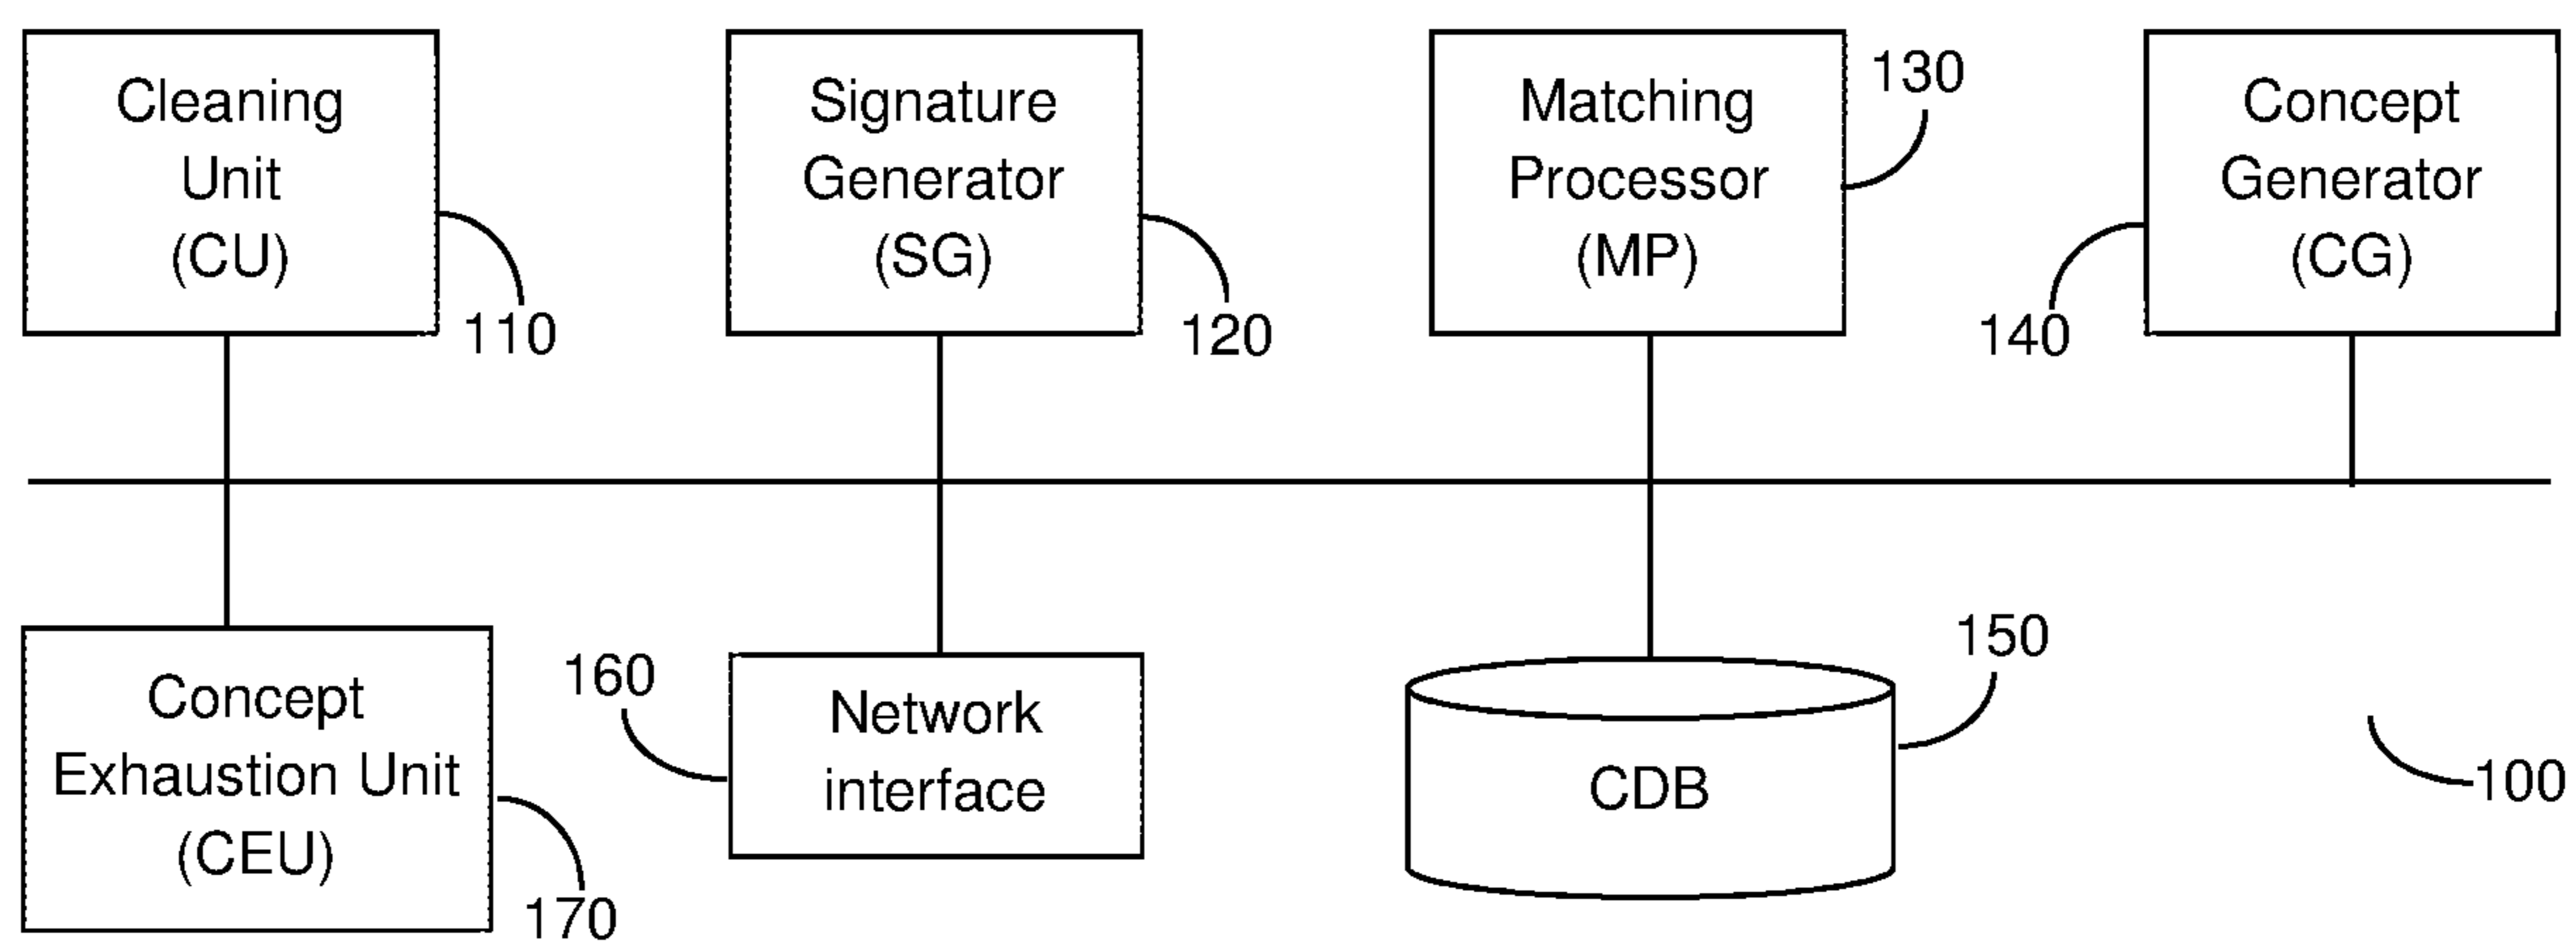 Cleaning
Unit
(CU)
110
Signature
Generator
(SG)
120
Matching
Processor
(MP)
130
Concept
Generator
(CG)
140
Concept
Exhaustion Unit
(CEU)
170
160
Network
interface
150
CDB
100